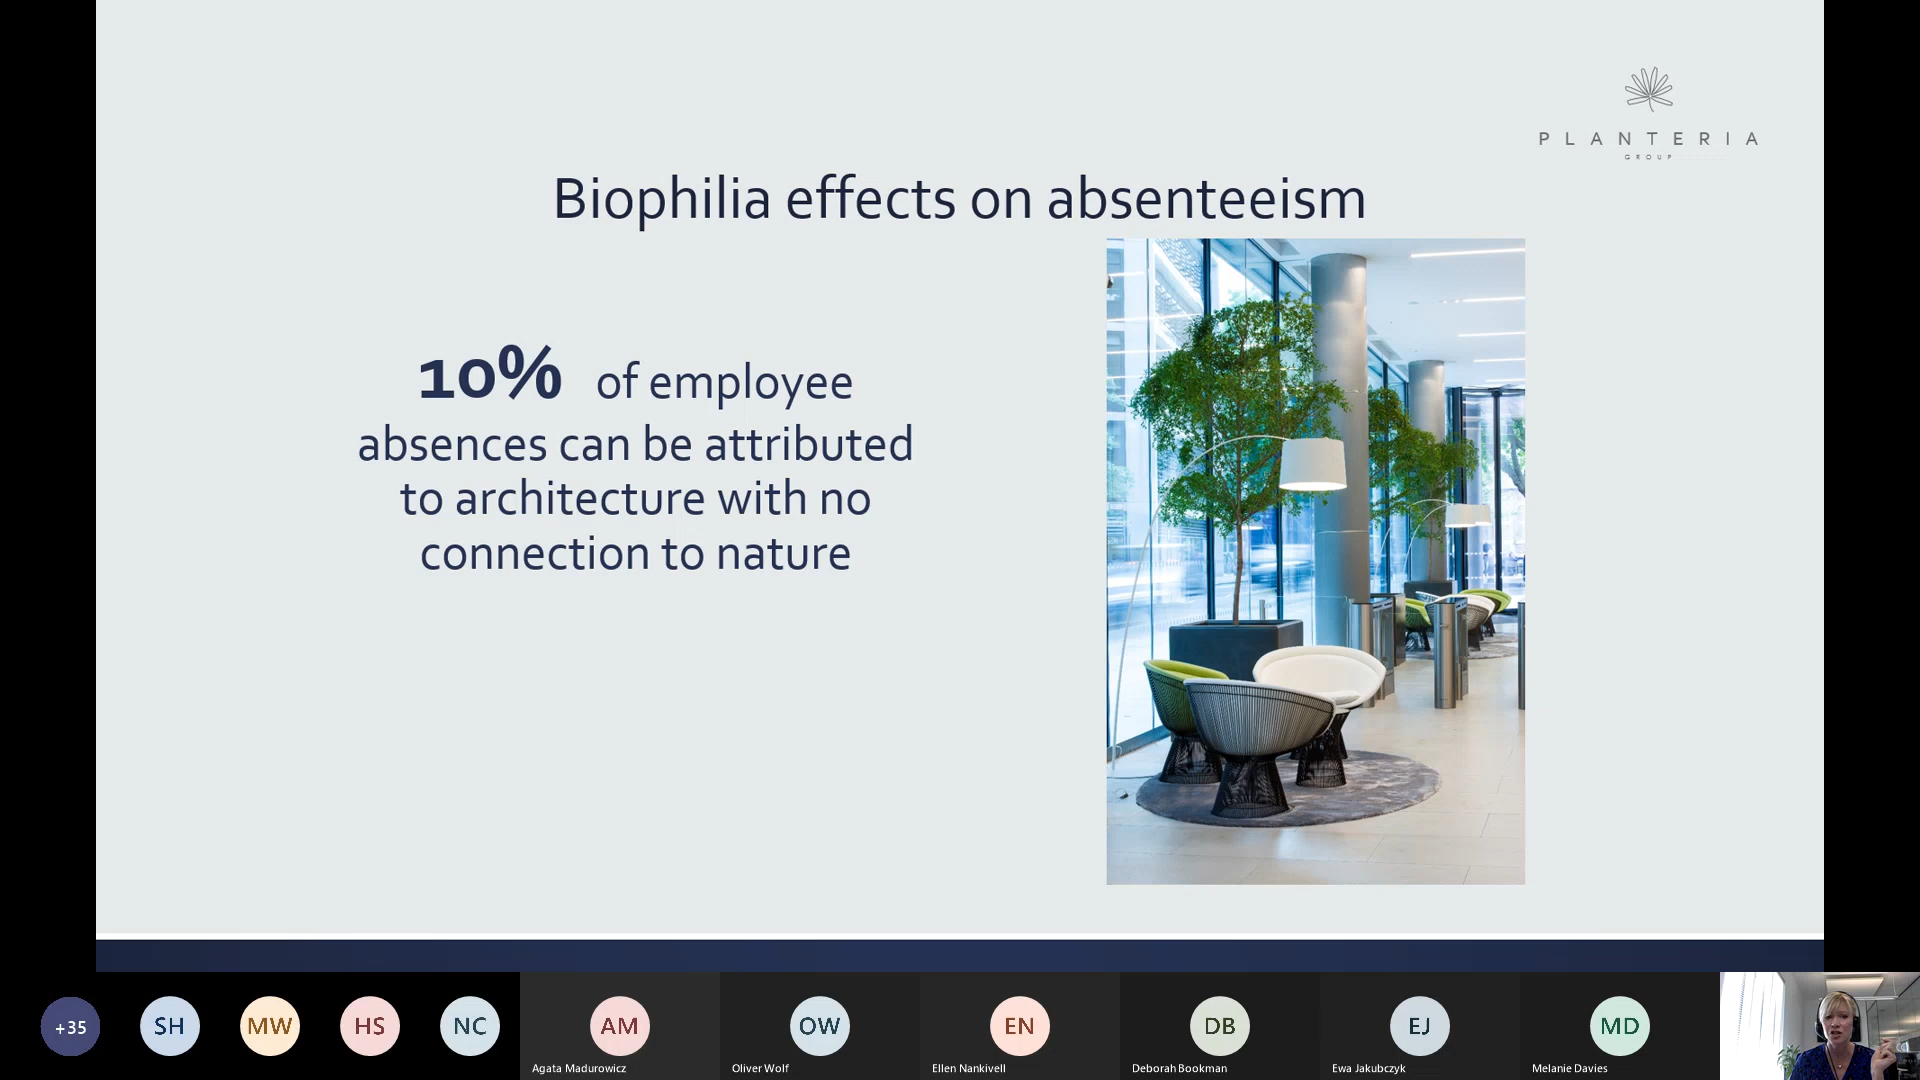 PLANTERIA
GROUP
Biophilia effects on absenteeism
10% of employee
absences can be attributed
to architecture with no
connection to nature
+35
SH
MW
HS
NC
AM
OW
EN
DB
EJ
MD
Agata Madurowicz
Oliver Wolf
Ellen Nankivell
Deborah Bookman
Ewa Jakubczyk
Melanie Davies